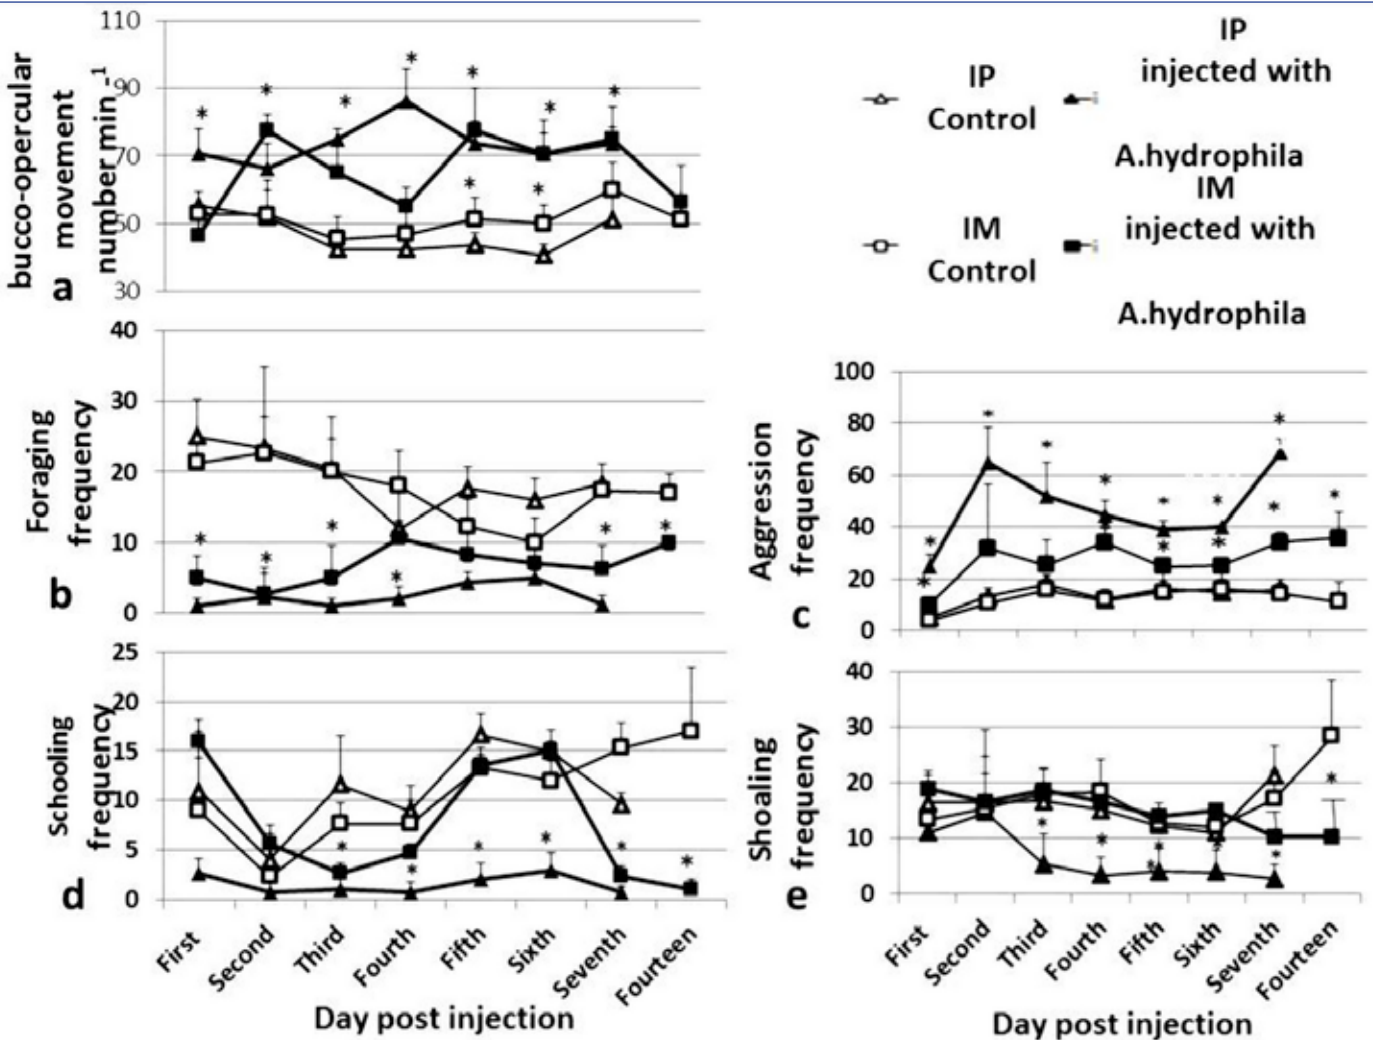 110
90
70
50
30
bucco-opercular
movement
number min-1
a
IP
Control
IP
injected with
A.hydrophila
IM
Control
IM
injected with
A.hydrophila
40
30
20
10
0
Foraging
frequency
b
100
80
60
40
20
0
Aggression
frequency
c
25
20
15
10
5
0
Schooling
frequency
d
40
30
20
10
0
Shoaling
frequency
e
First
Second
Third
Fourth
Fifth
Sixth
Seventh
Fourteen
Day post injection
First
Second
Third
Fourth
Fifth
Sixth
Seventh
Fourteen
Day post injection